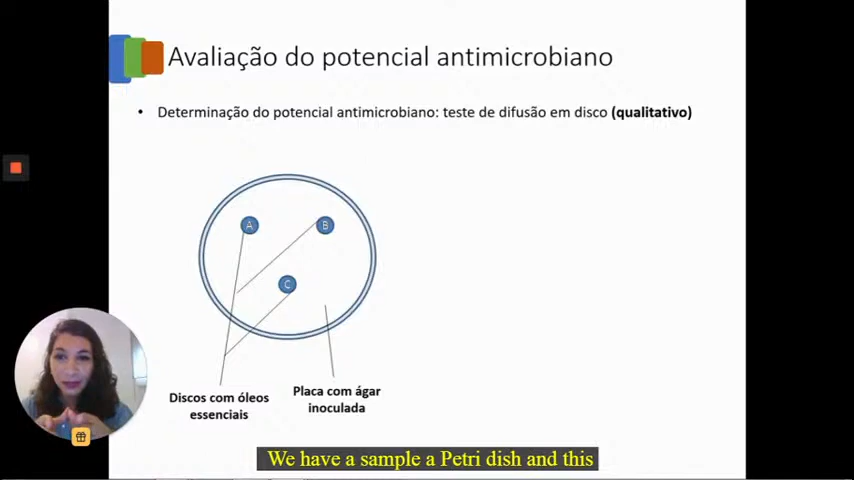 Avaliação do potencial antimicrobiano
• Determinação do potencial antimicrobiano: teste de difusão em disco (qualitativo)
A
B
C
Discos com óleos
essenciais
Placa com ágar
inoculada
We have a sample a Petri dish and this